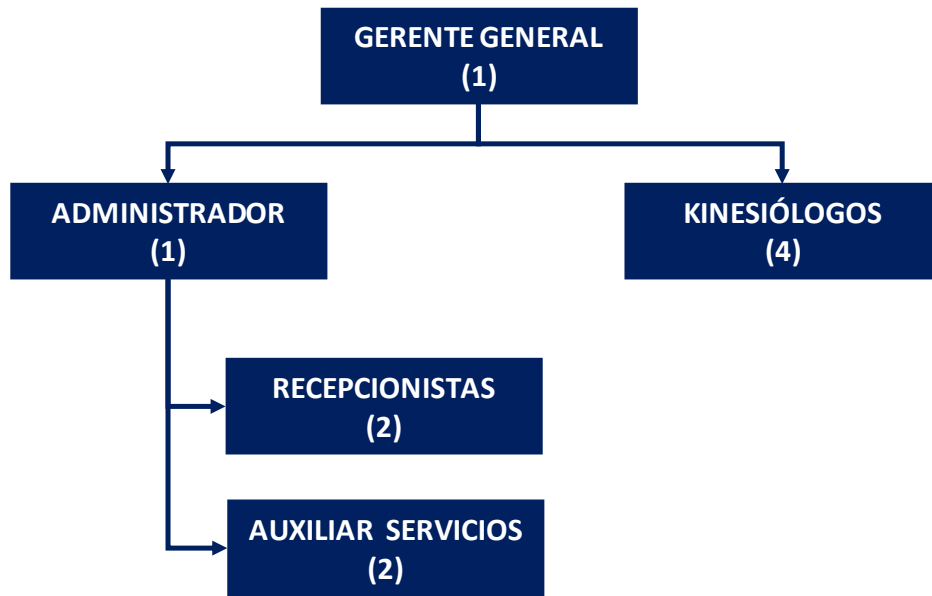 GERENTE GENERAL
(1)
ADMINISTRADOR
(1)
KINESIÓLOGOS
(4)
RECEPCIONISTAS
(2)
AUXILIAR SERVICIOS
(2)